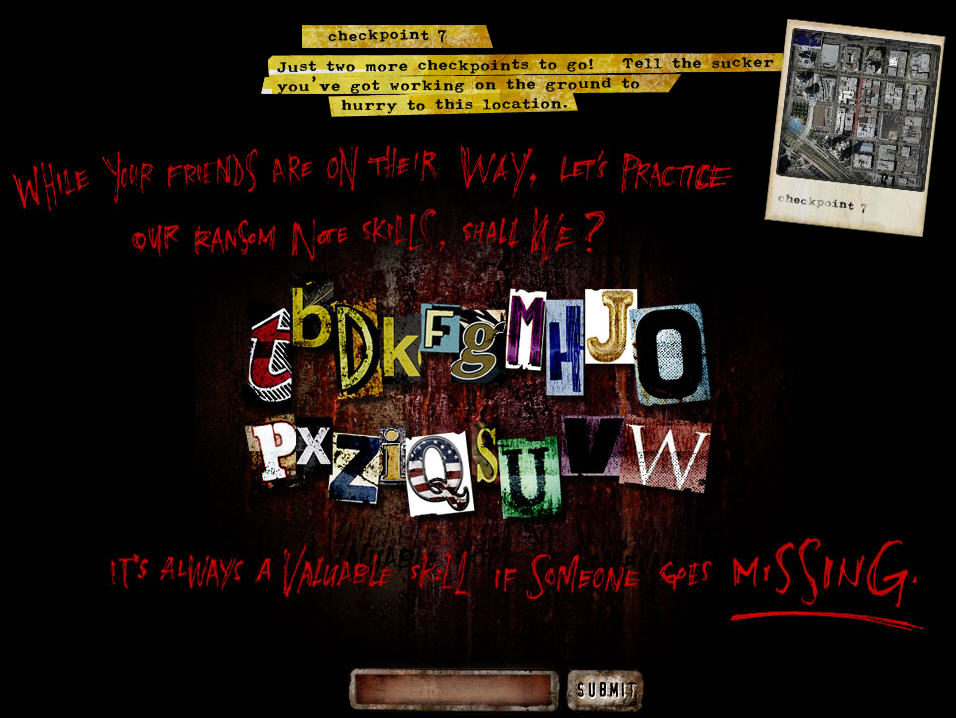 checkpoint 7
Just two more checkpoints to go! Tell the sucker
you've got working on the ground to
hurry to this location.
checkpoint 7
WHILE YOUR FRIENDS ARE ON THEIR WAY, LET'S PRACTICE
OUR RANSOM NOTE SKILLS, SHALL WE?
t b D k F g M H J O
P X Z i Q S U V W
IT'S ALWAYS A VALUABLE SKILL IF SOMEONE GOES MISSING.
SUBMIT